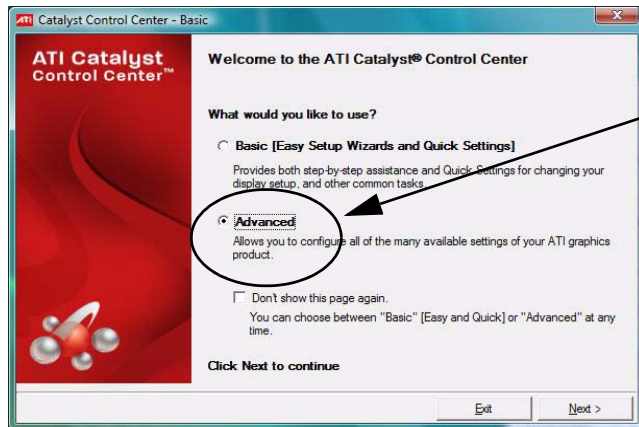 ATI Catalyst Control Center - Basic
ATI Catalyst
Control Center™
Welcome to the ATI Catalyst® Control Center
What would you like to use?
Basic [Easy Setup Wizards and Quick Settings]
Provides both step-by-step assistance and Quick Settings for changing your
display setup, and other common tasks.
Advanced
Allows you to configure all of the many available settings of your ATI graphics
product.
Don't show this page again.
You can choose between "Basic" [Easy and Quick] or "Advanced" at any
time.
Click Next to continue
Exit
Next >